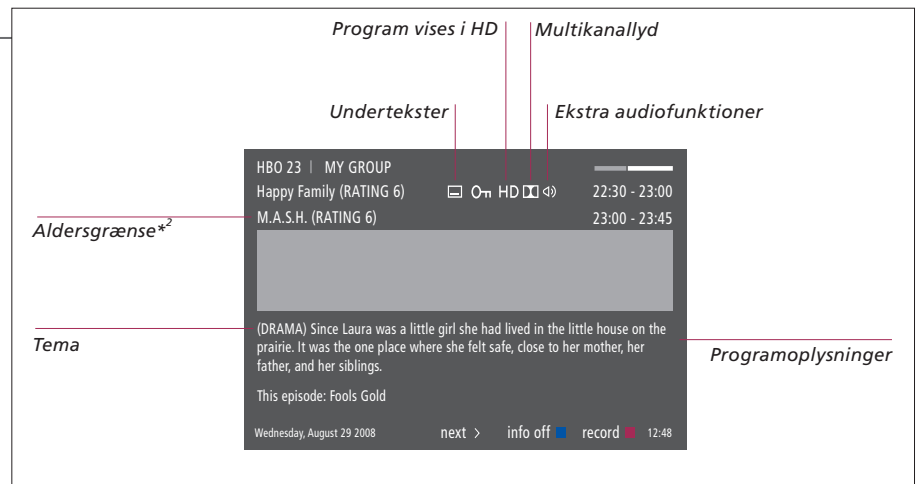 Program vises i HD
Multikanallyd
Undertekster
Ekstra audiofunktioner
HBO 23 | MY GROUP
Happy Family (RATING 6) HD 22:30 - 23:00
M.A.S.H. (RATING 6) 23:00 - 23:45
Aldersgrænse*2
(DRAMA) Since Laura was a little girl she had lived in the little house on the
prairie. It was the one place where she felt safe, close to her mother, her
father, and her siblings.
Tema
Programoplysninger
This episode: Fools Gold
Wednesday, August 29 2008 next > info off record 12:48